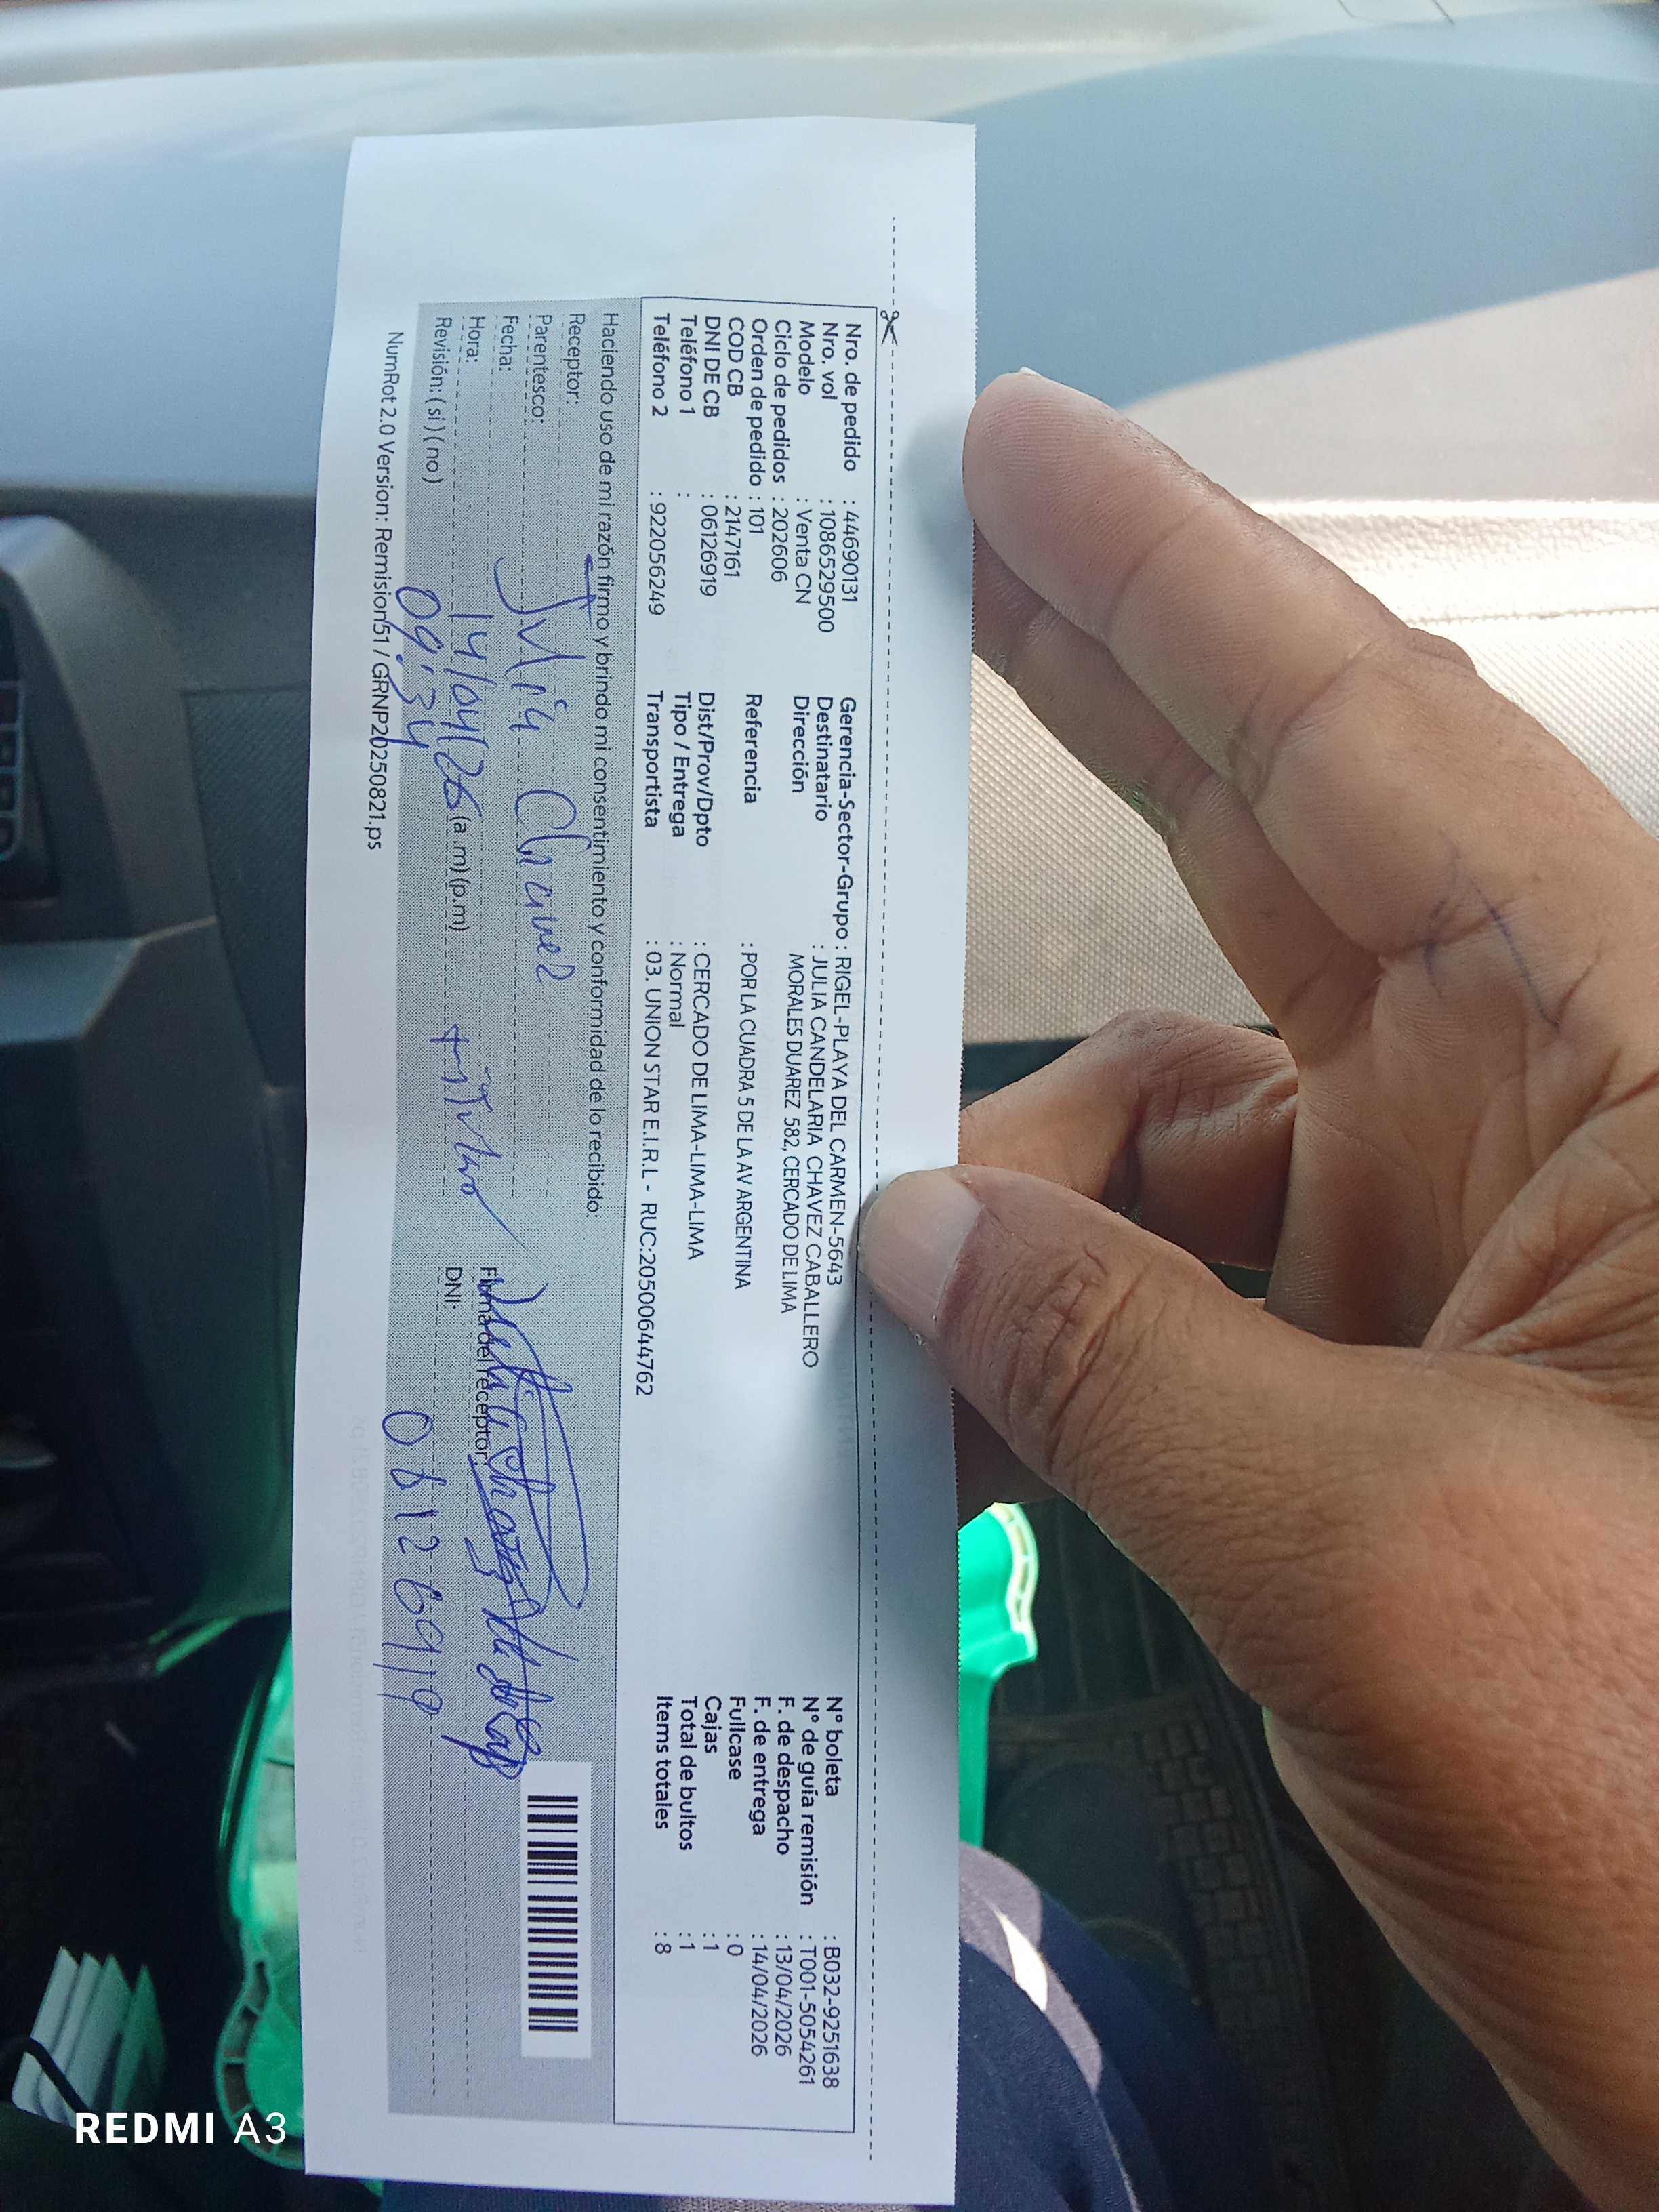 Nro. de pedido : 44690131
Nro. vol : 1086529500
Modelo : Venta CN
Ciclo de pedidos : 202606
Orden de pedido : 101
COD CB : 2147161
DNI DE CB : 06126919
Teléfono 1 :
Teléfono 2 : 922056249
Gerencia-Sector-Grupo : RIGEL-PLAYA DEL CARMEN-5643
Destinatario : JULIA CANDELARIA CHAVEZ CABALLERO
Dirección MORALES DUAREZ 582, CERCADO DE LIMA
Referencia : POR LA CUADRA 5 DE LA AV ARGENTINA
Dist/Prov/Dpto : CERCADO DE LIMA-LIMA-LIMA
Tipo / Entrega : Normal
Transportista : 03. UNION STAR E.I.R.L - RUC:20500644762
N° boleta : B032-9251638
N° de guía remisión : T001-5054261
F. de despacho : 13/04/2026
F. de entrega : 14/04/2026
Fullcase : 0
Cajas : 1
Total de bultos : 1
Items totales : 8
Haciendo uso de mi razón firmo y brindo mi consentimiento y conformidad de lo recibido:
Receptor: Julia Chavez
Parentesco: titular
Fecha: 14/04/26
Hora: 09:34 (a.m) (p.m)
Revisión: ( si ) ( no )
Firma del receptor:
DNI: 06126919
NumRot 2.0 Version: Remision51 / GRNP20250821.ps
REDMI A3